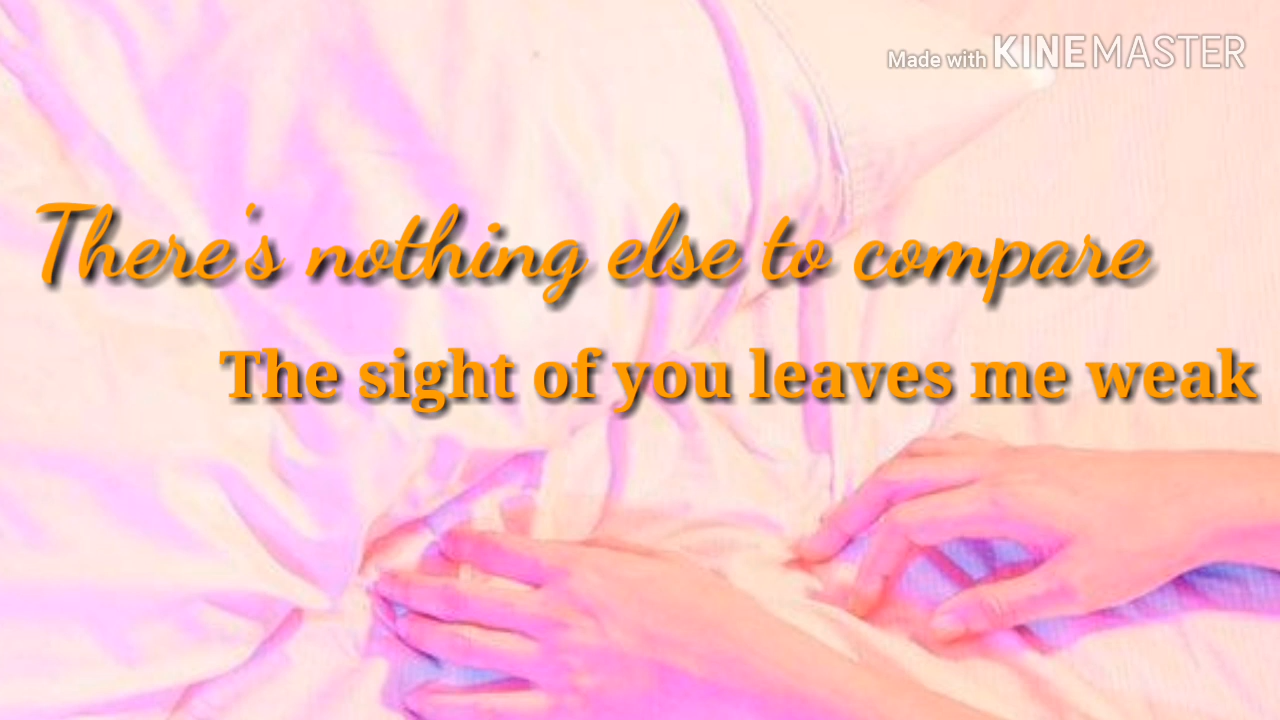 Made with KINEMASTER
There's nothing else to compare
The sight of you leaves me weak